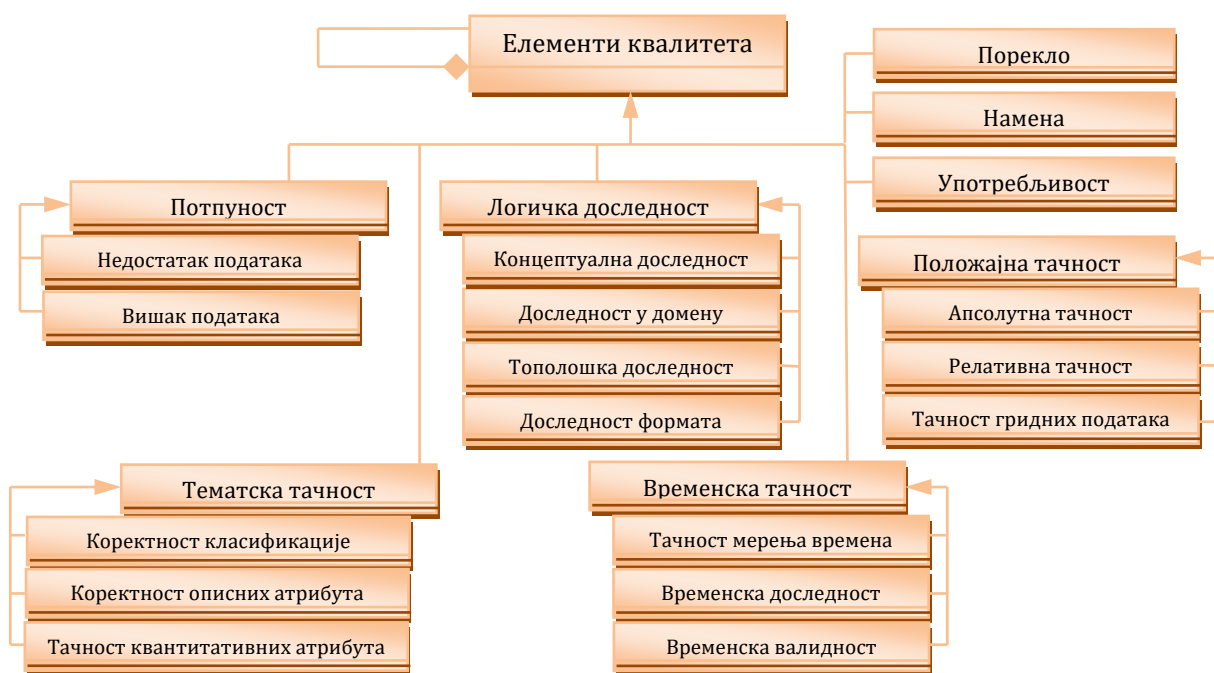 Елементи квалитета
Порекло
Намена
Употребљивост
Потпуност
Недостатак података
Вишак података
Логичка доследност
Концептуална доследност
Доследност у домену
Тополошка доследност
Доследност формата
Положајна тачност
Апсолутна тачност
Релативна тачност
Тачност гридних података
Тематска тачност
Коректност класификације
Коректност описних атрибута
Тачност квантитативних атрибута
Временска тачност
Тачност мерења времена
Временска доследност
Временска валидност